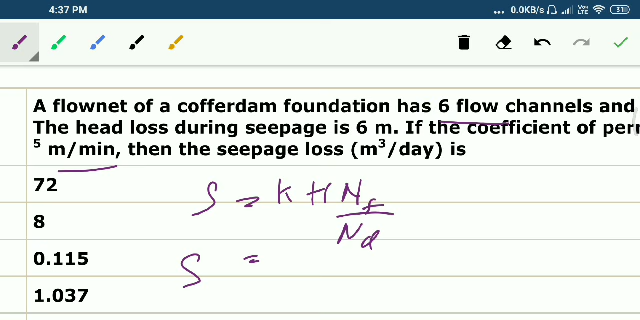 4:37 PM ... 0.0KB/s Vo) LTE 31
A flownet of a cofferdam foundation has 6 flow channels and
The head loss during seepage is 6 m. If the coefficient of per
⁵ m/min, then the seepage loss (m³/day) is
72
S = K H Nf / Nd
8
0.115
S =
1.037